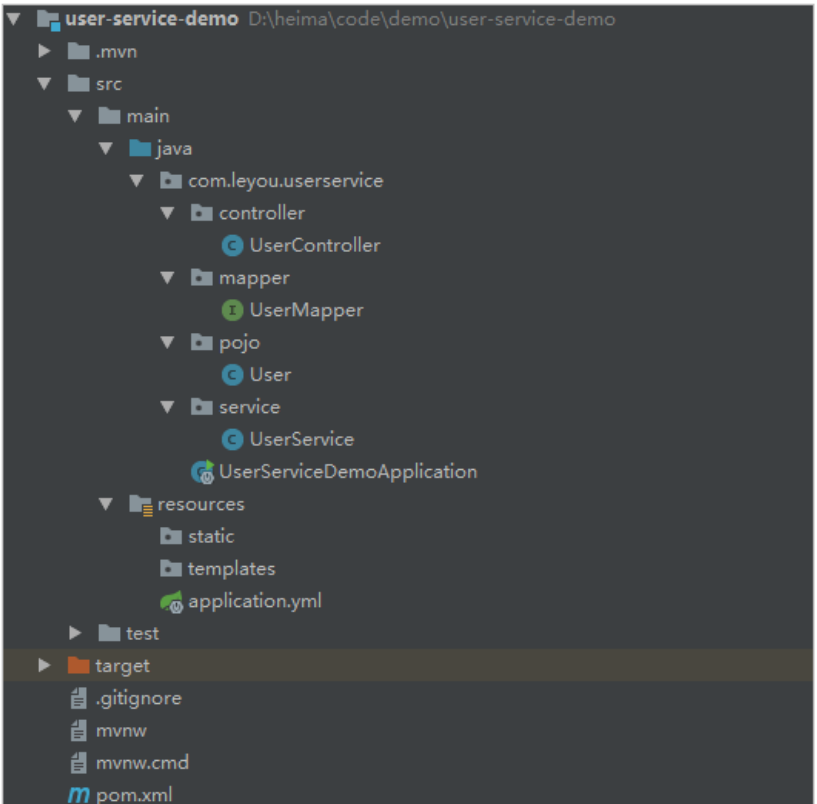 user-service-demo D:\heima\code\demo\user-service-demo
.mvn
src
main
java
com.leyou.userservice
controller
UserController
mapper
UserMapper
pojo
User
service
UserService
UserServiceDemoApplication
resources
static
templates
application.yml
test
target
.gitignore
mvnw
mvnw.cmd
pom.xml